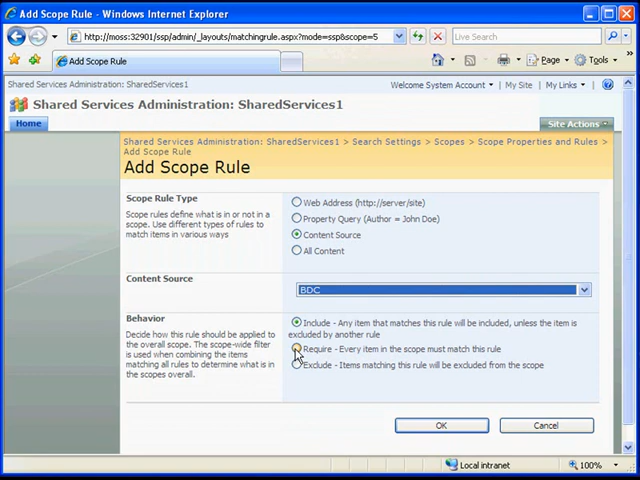 Add Scope Rule - Windows Internet Explorer
http://moss:32901/ssp/admin/_layouts/matchingrule.aspx?mode=ssp&scope=5
Live Search
Add Scope Rule
Page
Tools
Shared Services Administration: SharedServices1
Welcome System Account
My Site
My Links
Shared Services Administration: SharedServices1
Home
Site Actions
Shared Services Administration: SharedServices1 > Search Settings > Scopes > Scope Properties and Rules >
Add Scope Rule
Add Scope Rule
Scope Rule Type
Scope rules define what is in or not in a
scope. Use different types of rules to
match items in various ways
Web Address (http://server/site)
Property Query (Author = John Doe)
Content Source
All Content
Content Source
BDC
Behavior
Decide how this rule should be applied to
the overall scope. The scope-wide filter
is used when combining the items
matching all rules to determine what is in
the scopes overall.
Include - Any item that matches this rule will be included, unless the item is
excluded by another rule
Require - Every item in the scope must match this rule
Exclude - Items matching this rule will be excluded from the scope
OK
Cancel
Local intranet
100%